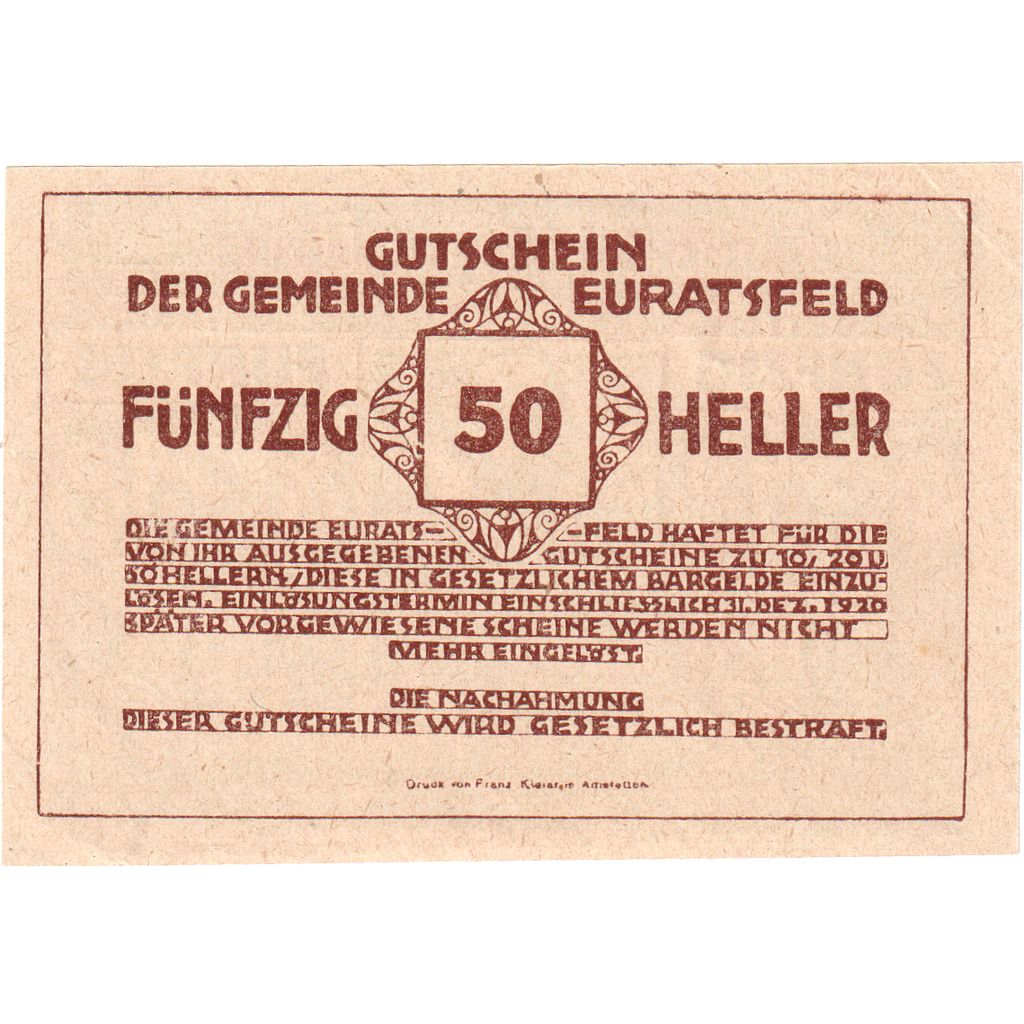 GUTSCHEIN
DER GEMEINDE EURATSFELD
FÜNFZIG 50 HELLER
DIE GEMEINDE EURATS- -FELD HAFTET FÜR DIE
VON IHR AUSGEGEBENEN GUTSCHEINE ZU 10, 20 U
50 HELLERN, DIESE IN GESETZLICHEM BARGELDE EINZU-
LÖSEN. EINLÖSUNGSTERMIN EINSCHLIESSLICH 31. DEZ. 1920
SPÄTER VORGEWIESENE SCHEINE WERDEN NICHT
MEHR EINGELÖST.
DIE NACHAHMUNG
DIESER GUTSCHEINE WIRD GESETZLICH BESTRAFT.
Druck von Franz Amstetten.